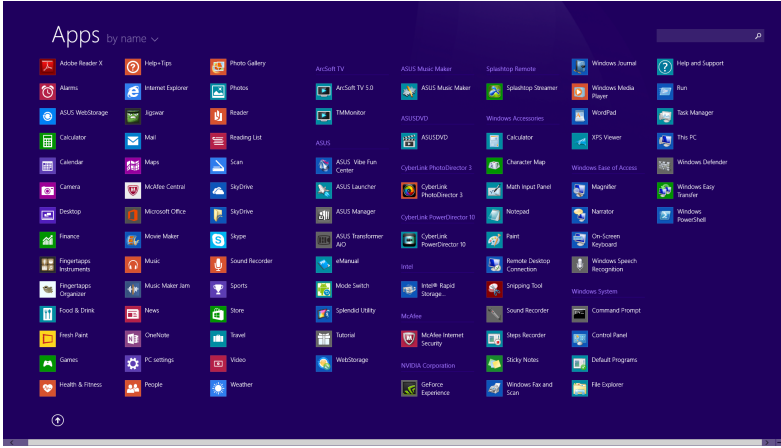 Apps by name
Adobe Reader X
Alarms
ASUS WebStorage
Calculator
Calendar
Camera
Desktop
Finance
Fingertapps
Instruments
Fingertapps
Organizer
Food & Drink
Fresh Paint
Games
Health & Fitness
Help+Tips
Internet Explorer
Jigswar
Mail
Maps
McAfee Central
Microsoft Office
Movie Maker
Music
Music Maker Jam
News
OneNote
PC settings
People
Photo Gallery
Photos
Reader
Reading List
Scan
SkyDrive
SkyDrive
Skype
Sound Recorder
Sports
Store
Travel
Video
Weather
ArcSoft TV
ArcSoft TV 5.0
TMMonitor
ASUS
ASUS Vibe Fun
Center
ASUS Launcher
ASUS Manager
ASUS Transformer
AiO
eManual
Mode Switch
Splendid Utility
Tutorial
WebStorage
ASUS Music Maker
ASUS Music Maker
ASUSDVD
ASUSDVD
CyberLink PhotoDirector 3
CyberLink
PhotoDirector 3
CyberLink PowerDirector 10
CyberLink
PowerDirector 10
Intel
Intel® Rapid
Storage...
McAfee
McAfee Internet
Security
NVIDIA Corporation
GeForce
Experience
Splashtop Remote
Splashtop Streamer
Windows Accessories
Calculator
Character Map
Math Input Panel
Notepad
Paint
Remote Desktop
Connection
Snipping Tool
Sound Recorder
Steps Recorder
Sticky Notes
Windows Fax and
Scan
Windows Journal
Windows Media
Player
WordPad
XPS Viewer
Windows Ease of Access
Magnifier
Narrator
On-Screen
Keyboard
Windows Speech
Recognition
Windows System
Command Prompt
Control Panel
Default Programs
File Explorer
Help and Support
Run
Task Manager
This PC
Windows Defender
Windows Easy
Transfer
Windows
PowerShell